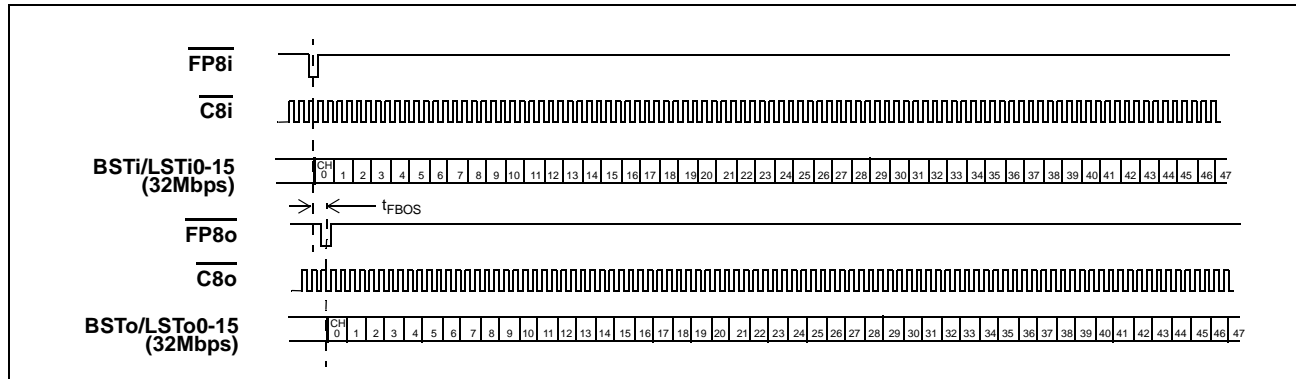 FP8i
C8i
BSTi/LSTi0-15
(32Mbps)
CH
0 1 2 3 4 5 6 7 8 9 10 11 12 13 14 15 16 17 18 19 20 21 22 23 24 25 26 27 28 29 30 31 32 33 34 35 36 37 38 39 40 41 42 43 44 45 46 47
tFBOS
FP8o
C8o
BSTo/LSTo0-15
(32Mbps)
CH
0 1 2 3 4 5 6 7 8 9 10 11 12 13 14 15 16 17 18 19 20 21 22 23 24 25 26 27 28 29 30 31 32 33 34 35 36 37 38 39 40 41 42 43 44 45 46 47